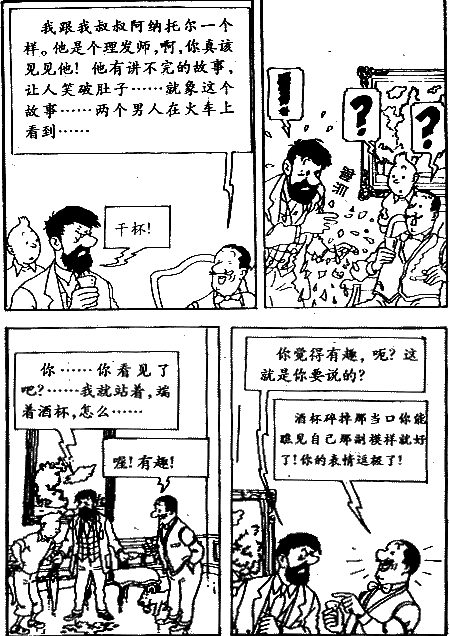 我跟我叔叔阿纳托尔一个
样。他是个理发师,啊,你真该
见见他!他有讲不完的故事,
让人笑破肚子……就象这个
故事……两个男人在火车上
看到……
干杯!
?
?
你……你看见了
吧?……我就站着,端
着酒杯,怎么……
喔!有趣!
你觉得有趣,呃?这
就是你要说的?
酒杯碎掉那当口你能
瞧见自己那副模样就好
了!你的表情逗极了!